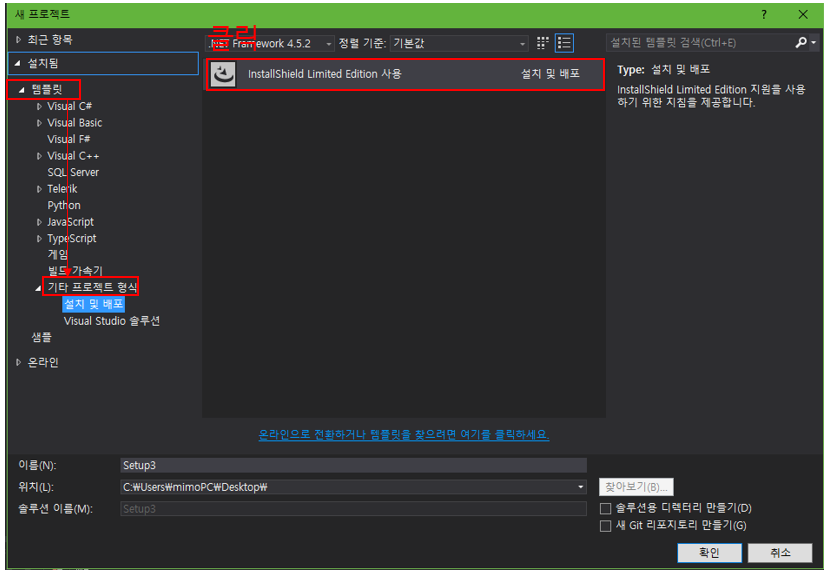 새 프로젝트
? ×
최근 항목
설치됨
템플릿
Visual C#
Visual Basic
Visual F#
Visual C++
SQL Server
Telerik
Python
JavaScript
TypeScript
게임
빌드 가속기
기타 프로젝트 형식
설치 및 배포
Visual Studio 솔루션
샘플
온라인
클릭
.NET Framework 4.5.2 정렬 기준: 기본값
InstallShield Limited Edition 사용 설치 및 배포
온라인으로 전환하거나 템플릿을 찾으려면 여기를 클릭하세요.
설치된 템플릿 검색(Ctrl+E)
Type: 설치 및 배포
InstallShield Limited Edition 지원을 사용
하기 위한 지침을 제공합니다.
이름(N): Setup3
위치(L): C:₩Users₩mimoPC₩Desktop₩ 찾아보기(B)...
솔루션 이름(M): Setup3
솔루션용 디렉터리 만들기(D)
새 Git 리포지토리 만들기(G)
확인 취소